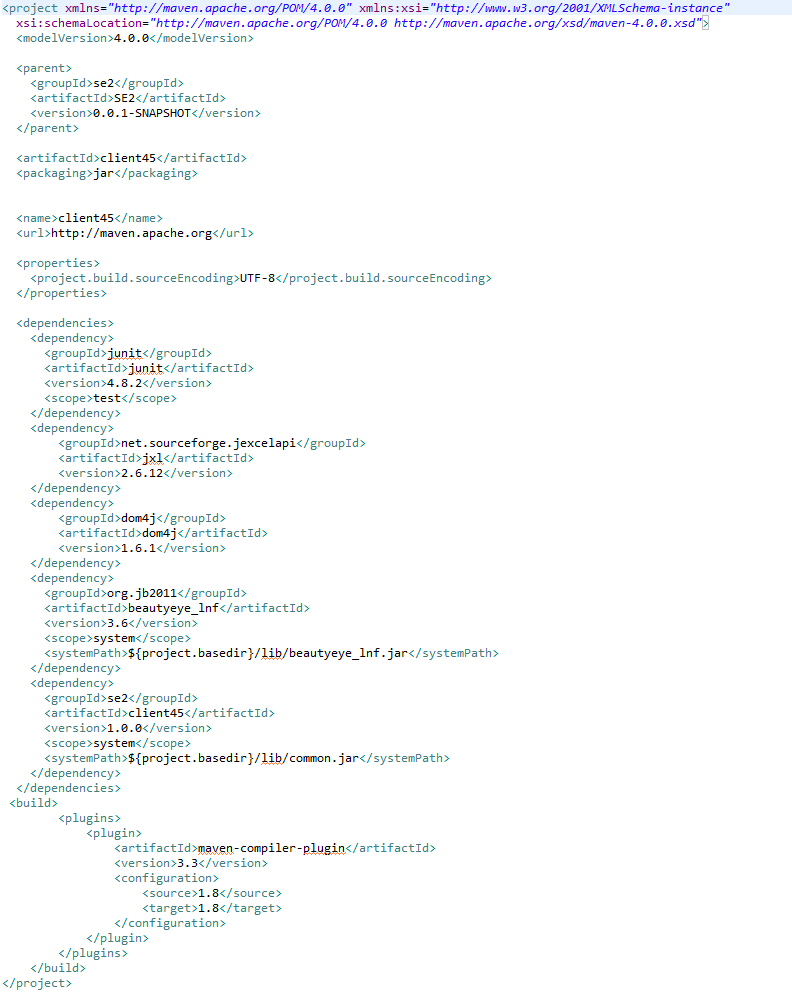 <project xmlns="http://maven.apache.org/POM/4.0.0" xmlns:xsi="http://www.w3.org/2001/XMLSchema-instance"
  xsi:schemaLocation="http://maven.apache.org/POM/4.0.0 http://maven.apache.org/xsd/maven-4.0.0.xsd">
  <modelVersion>4.0.0</modelVersion>

  <parent>
    <groupId>se2</groupId>
    <artifactId>SE2</artifactId>
    <version>0.0.1-SNAPSHOT</version>
  </parent>

  <artifactId>client45</artifactId>
  <packaging>jar</packaging>


  <name>client45</name>
  <url>http://maven.apache.org</url>

  <properties>
    <project.build.sourceEncoding>UTF-8</project.build.sourceEncoding>
  </properties>

  <dependencies>
    <dependency>
      <groupId>junit</groupId>
      <artifactId>junit</artifactId>
      <version>4.8.2</version>
      <scope>test</scope>
    </dependency>
    <dependency>
        <groupId>net.sourceforge.jexcelapi</groupId>
        <artifactId>jxl</artifactId>
        <version>2.6.12</version>
    </dependency>
    <dependency>
        <groupId>dom4j</groupId>
        <artifactId>dom4j</artifactId>
        <version>1.6.1</version>
    </dependency>
    <dependency>
      <groupId>org.jb2011</groupId>
      <artifactId>beautyeye_lnf</artifactId>
      <version>3.6</version>
      <scope>system</scope>
      <systemPath>${project.basedir}/lib/beautyeye_lnf.jar</systemPath>
    </dependency>
    <dependency>
      <groupId>se2</groupId>
      <artifactId>client45</artifactId>
      <version>1.0.0</version>
      <scope>system</scope>
      <systemPath>${project.basedir}/lib/common.jar</systemPath>
    </dependency>
  </dependencies>
 <build>
        <plugins>
            <plugin>
                <artifactId>maven-compiler-plugin</artifactId>
                <version>3.3</version>
                <configuration>
                    <source>1.8</source>
                    <target>1.8</target>
                </configuration>
            </plugin>
        </plugins>
    </build>
</project>